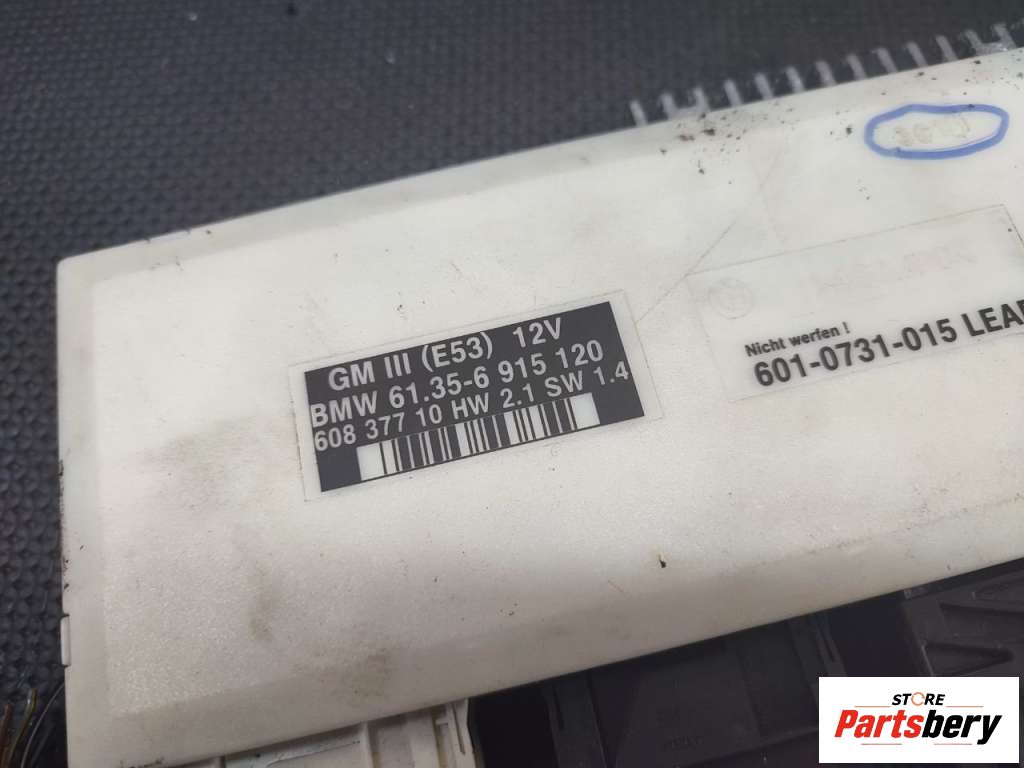 GM III (E53) 12V
BMW 61.35-6 915 120
608 377 10 HW 2.1 SW 1.4
Nicht werfen !
601-0731-015 LEAR
STORE
Partsbery